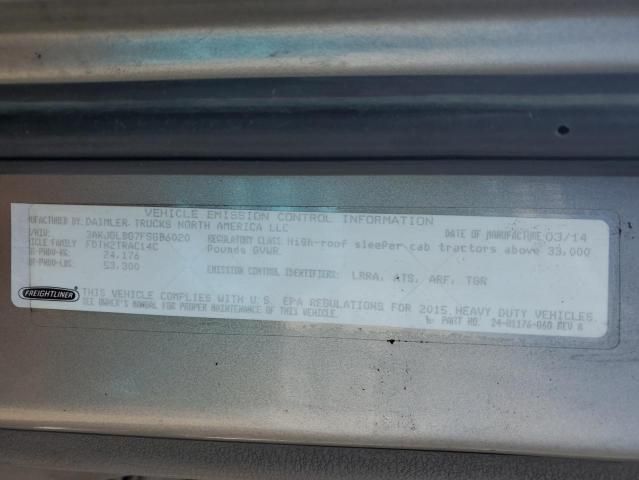 VEHICLE EMISSION CONTROL INFORMATION
MANUFACTURED BY: DAIMLER TRUCKS NORTH AMERICA LLC DATE OF MANUFACTURE 03/14
3AKJGLBG7FSGB6020 REGULATORY CLASS: High-roof sleeper cab tractors above 33,000
FAMILY FDTH2TRAC14C Pounds GVWR.
24,176
53,300 EMISSION CONTROL IDENTIFIERS: LRRA, ATS, ARF, TGR
FREIGHTLINER
THIS VEHICLE COMPLIES WITH U.S. EPA REGULATIONS FOR 2015 HEAVY DUTY VEHICLES.
SEE OWNER'S MANUAL FOR PROPER MAINTENANCE OF THIS VEHICLE.
PART NO. 24-01176-060 REV A